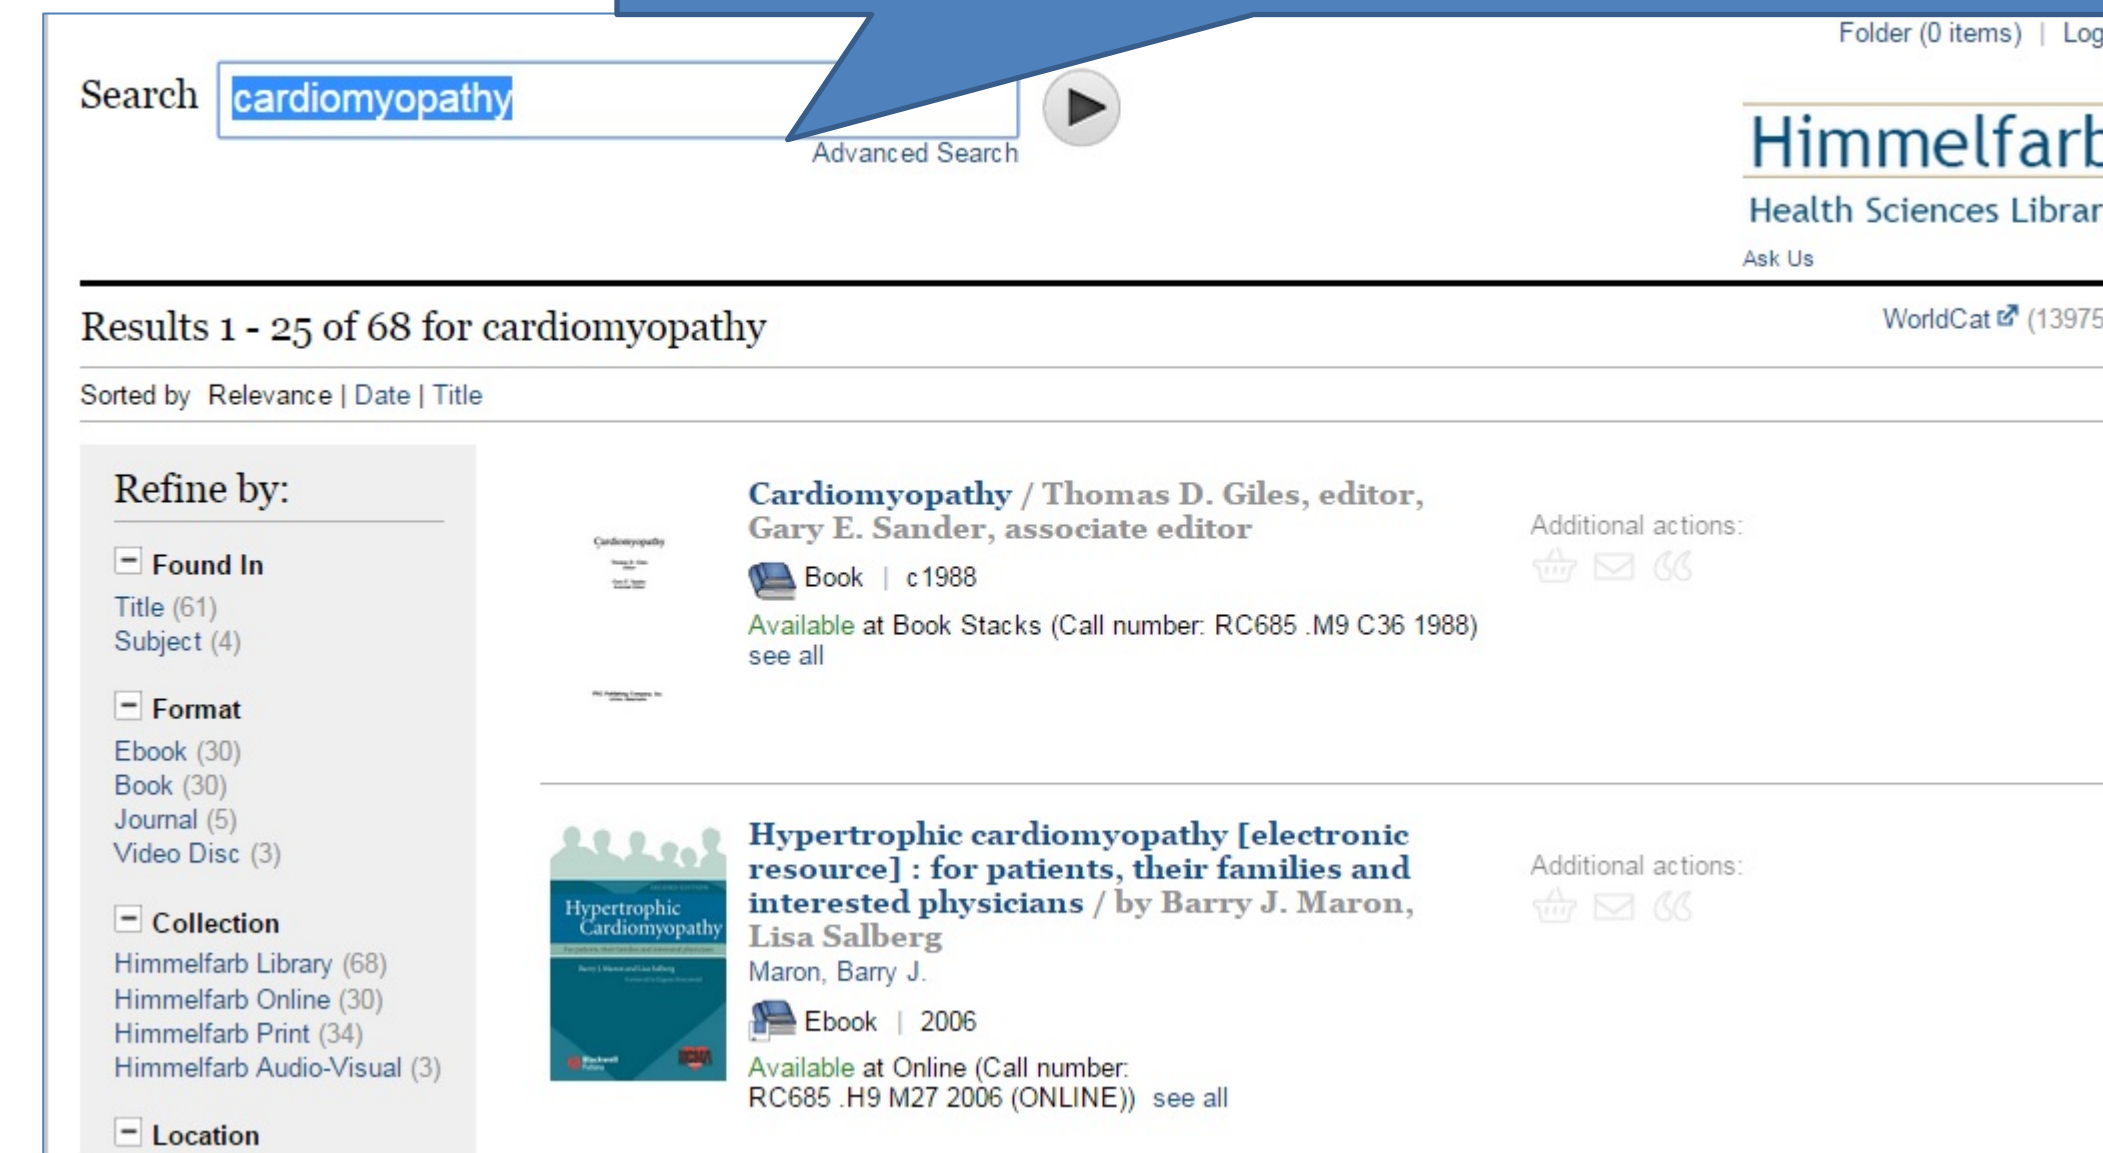 Folder (0 items) | Log
Search cardiomyopathy
Advanced Search
Himmelfarb
Health Sciences Librar
Ask Us
Results 1 - 25 of 68 for cardiomyopathy
WorldCat (13975
Sorted by Relevance | Date | Title
Refine by:
Found In
Title (61)
Subject (4)
Format
Ebook (30)
Book (30)
Journal (5)
Video Disc (3)
Collection
Himmelfarb Library (68)
Himmelfarb Online (30)
Himmelfarb Print (34)
Himmelfarb Audio-Visual (3)
Location
Cardiomyopathy
Cardiomyopathy / Thomas D. Giles, editor,
Gary E. Sander, associate editor
Book | c1988
Available at Book Stacks (Call number: RC685 .M9 C36 1988)
see all
Additional actions:
Hypertrophic
Cardiomyopathy
Hypertrophic cardiomyopathy [electronic
resource] : for patients, their families and
interested physicians / by Barry J. Maron,
Lisa Salberg
Maron, Barry J.
Ebook | 2006
Available at Online (Call number:
RC685 .H9 M27 2006 (ONLINE)) see all
Additional actions: